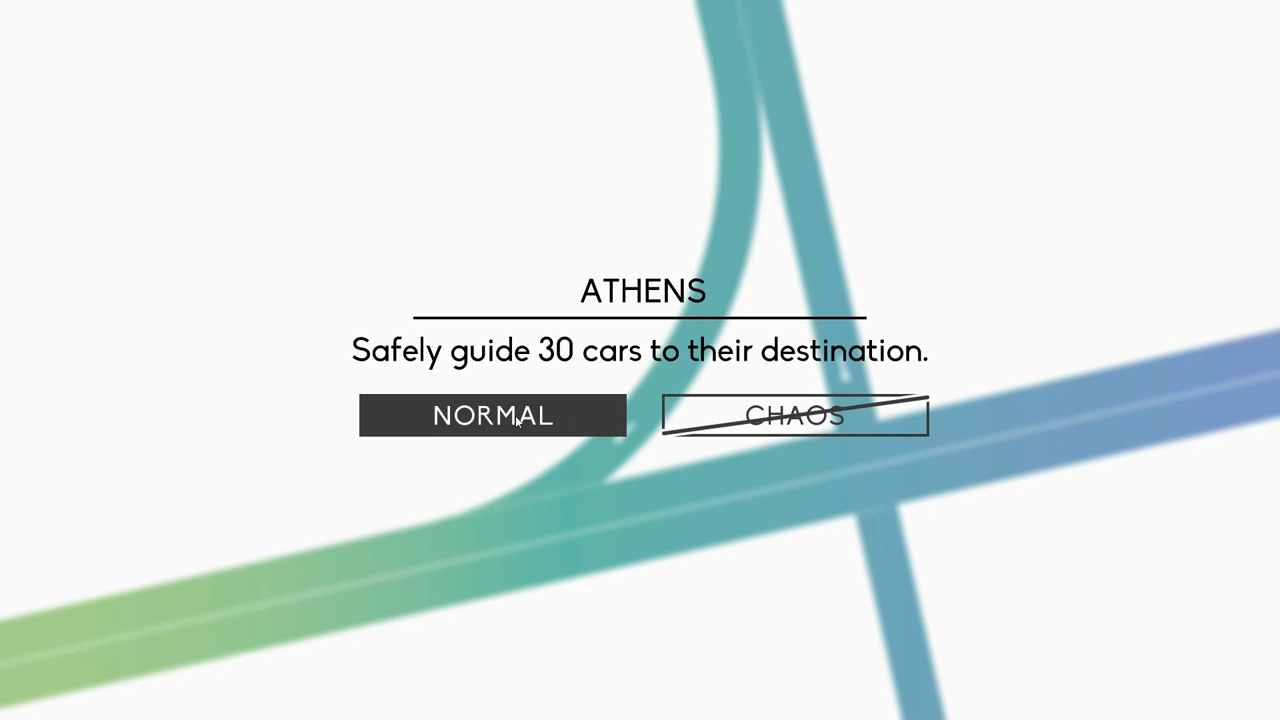 ATHENS
Safely guide 30 cars to their destination.
NORMAL CHAOS